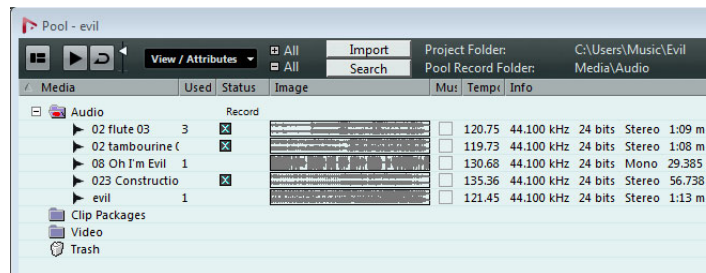 Pool - evil
View / Attributes All Import Project Folder: C:\Users\Music\Evil
All Search Pool Record Folder: Media\Audio
Media Used Status Image Mus Tempo Info
Audio Record
02 flute 03 3 X 120.75 44.100 kHz 24 bits Stereo 1:09 m
02 tambourine ( X 119.73 44.100 kHz 24 bits Stereo 1:08 m
08 Oh I'm Evil 1 130.68 44.100 kHz 24 bits Mono 29.385
023 Constructio X 135.36 44.100 kHz 24 bits Stereo 56.738
evil 1 121.45 44.100 kHz 24 bits Stereo 1:13 m
Clip Packages
Video
Trash